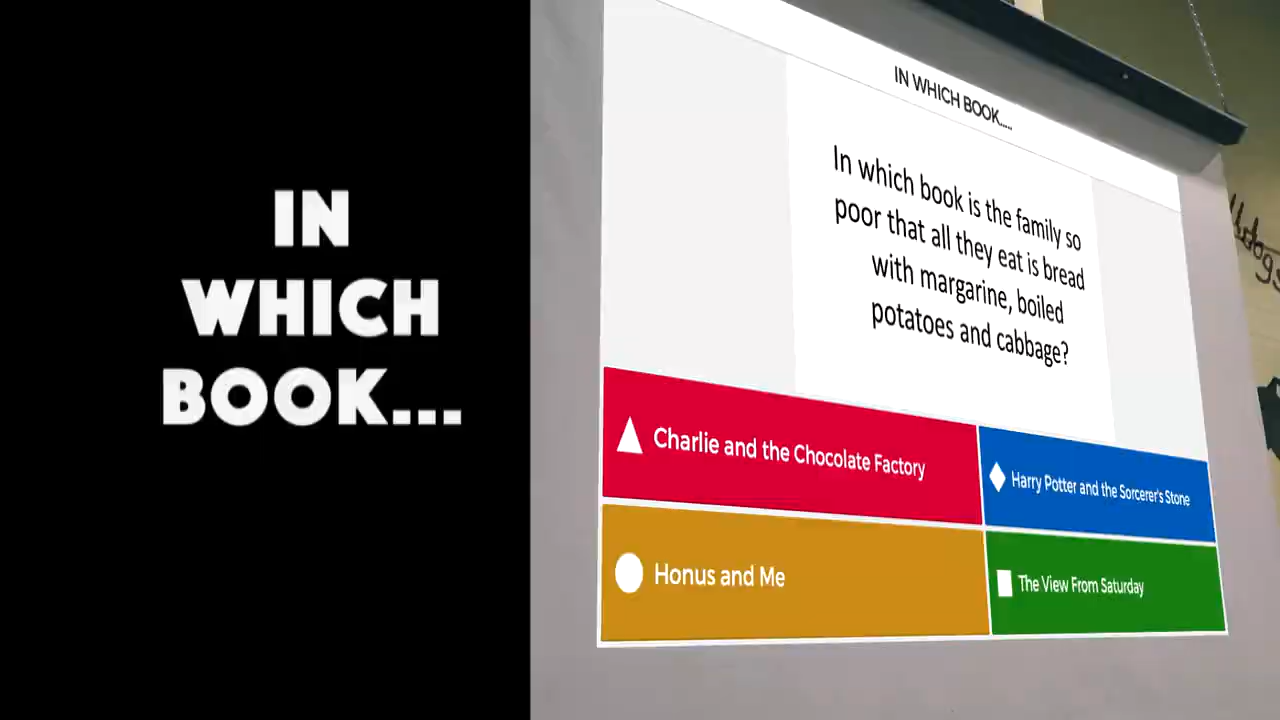 IN
WHICH
BOOK...
IN WHICH BOOK.....
In which book is the family so
poor that all they eat is bread
with margarine, boiled
potatoes and cabbage?
Charlie and the Chocolate Factory
Harry Potter and the Sorcerer's Stone
Honus and Me
The View From Saturday